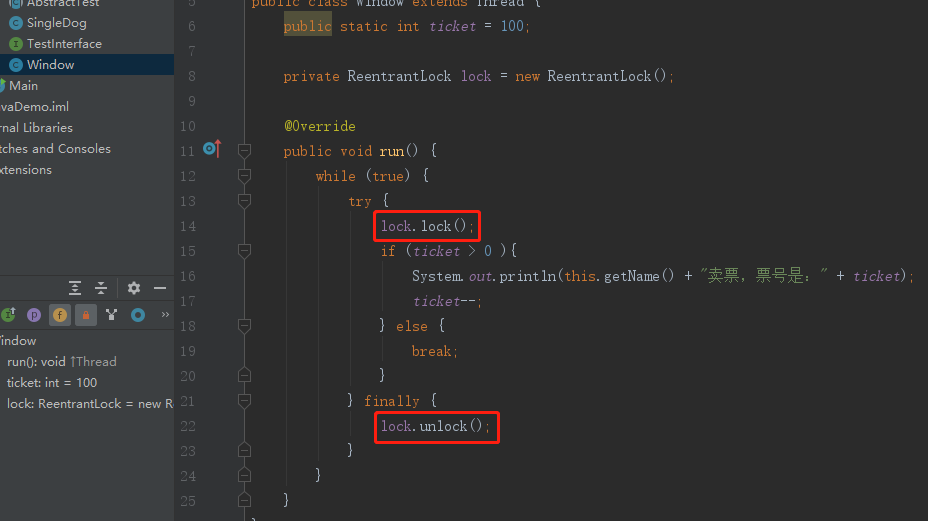 AbstractTest
SingleDog
TestInterface
Window
Main
vaDemo.iml
rnal Libraries
tches and Consoles
xtensions
indow
run(): void ↑Thread
ticket: int = 100
lock: ReentrantLock = new R
5 public class Window extends Thread {
6 public static int ticket = 100;
7
8 private ReentrantLock lock = new ReentrantLock();
9
10 @Override
11 public void run() {
12 while (true) {
13 try {
14 lock.lock();
15 if (ticket > 0 ){
16 System.out.println(this.getName() + "卖票，票号是：" + ticket);
17 ticket--;
18 } else {
19 break;
20 }
21 } finally {
22 lock.unlock();
23 }
24 }
25 }